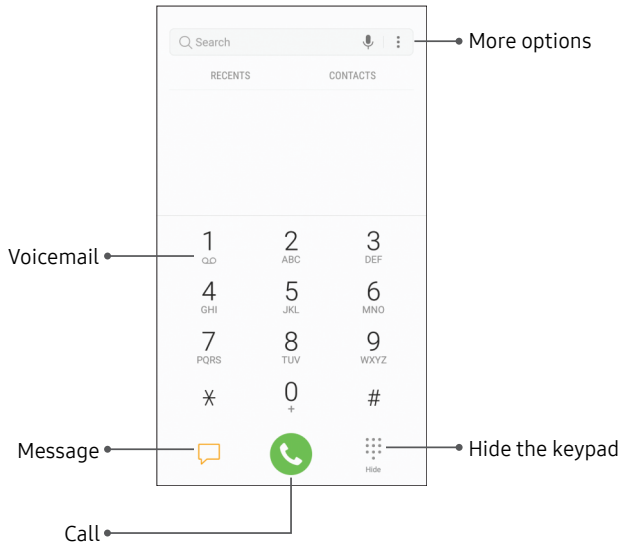 Search
More options
RECENTS CONTACTS
1 2 3
Voicemail
ABC DEF
4 5 6
GHI JKL MNO
7 8 9
PQRS TUV WXYZ
* 0 #
+
Message
Hide the keypad
Hide
Call